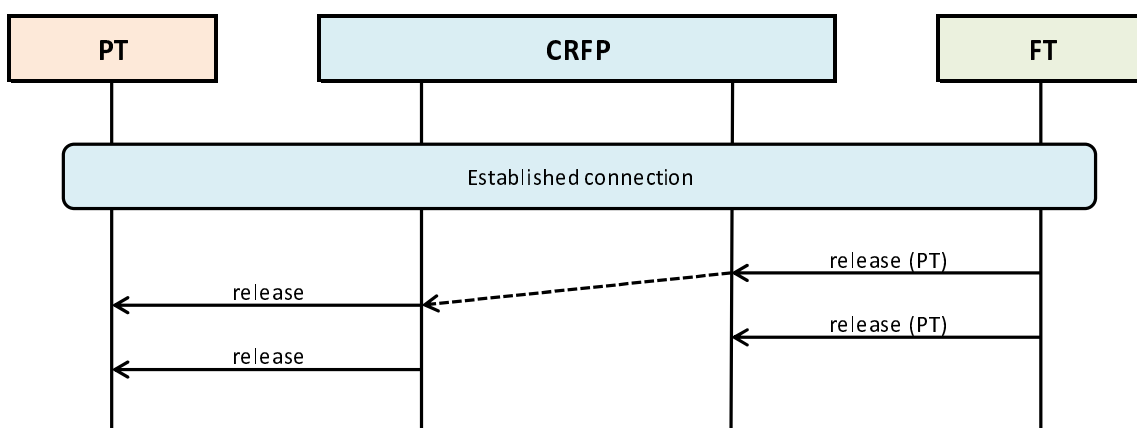 PT
CRFP
FT
Established connection
release (PT)
release
release (PT)
release